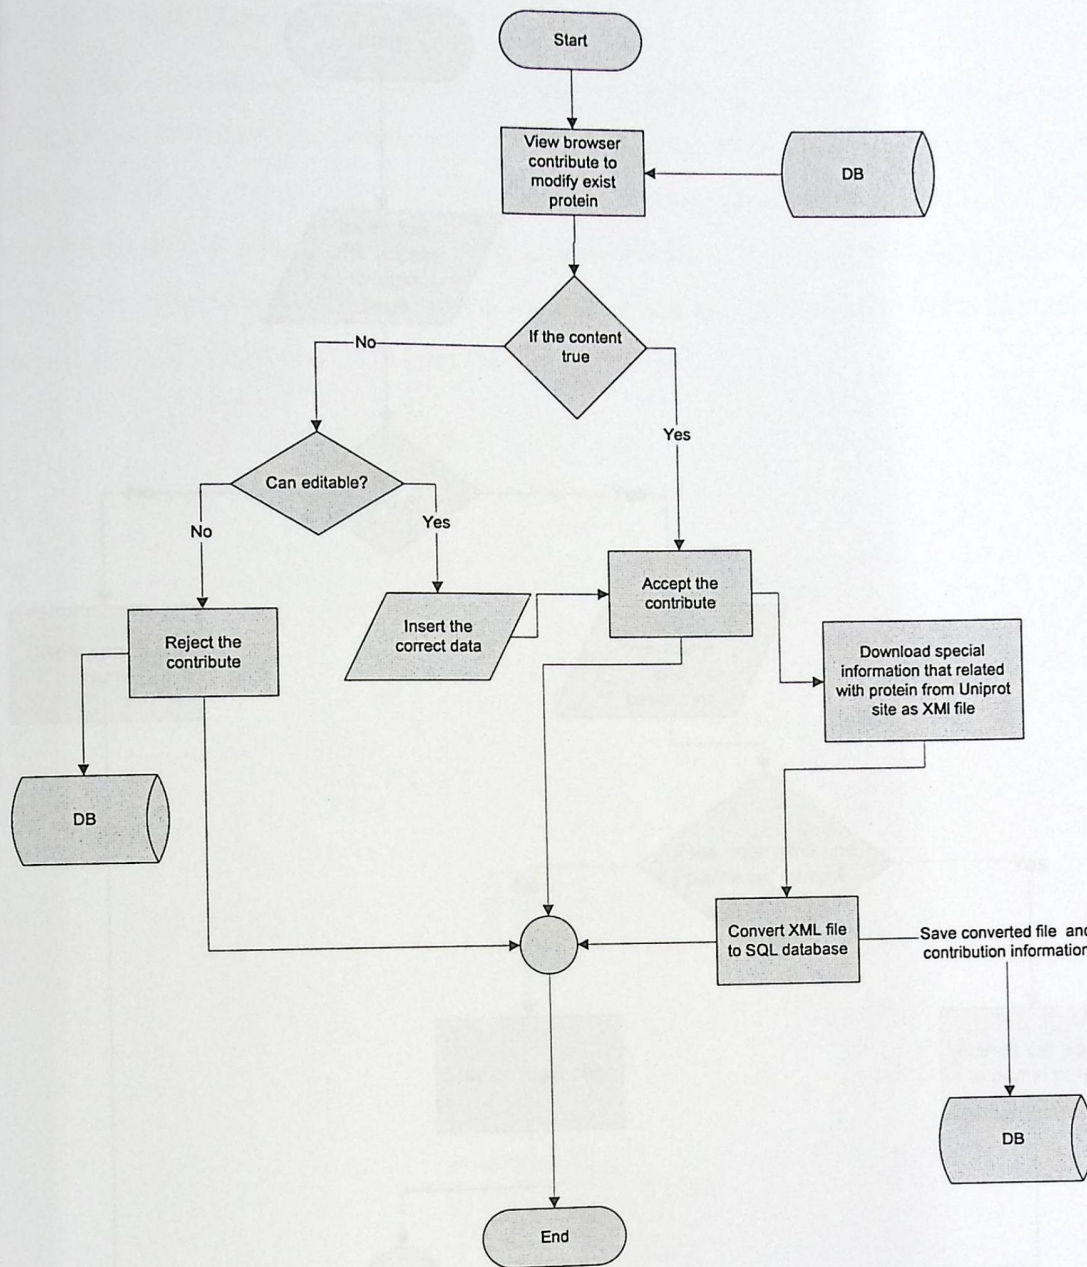 Start
View browser
contribute to
modify exist
protein
DB
If the content
true
No
Yes
Can editable?
No
Yes
Accept the
contribute
Insert the
correct data
Reject the
contribute
Download special
information that related
with protein from Uniprot
site as XMl file
DB
Convert XML file
to SQL database
Save converted file and
contribution information
DB
End